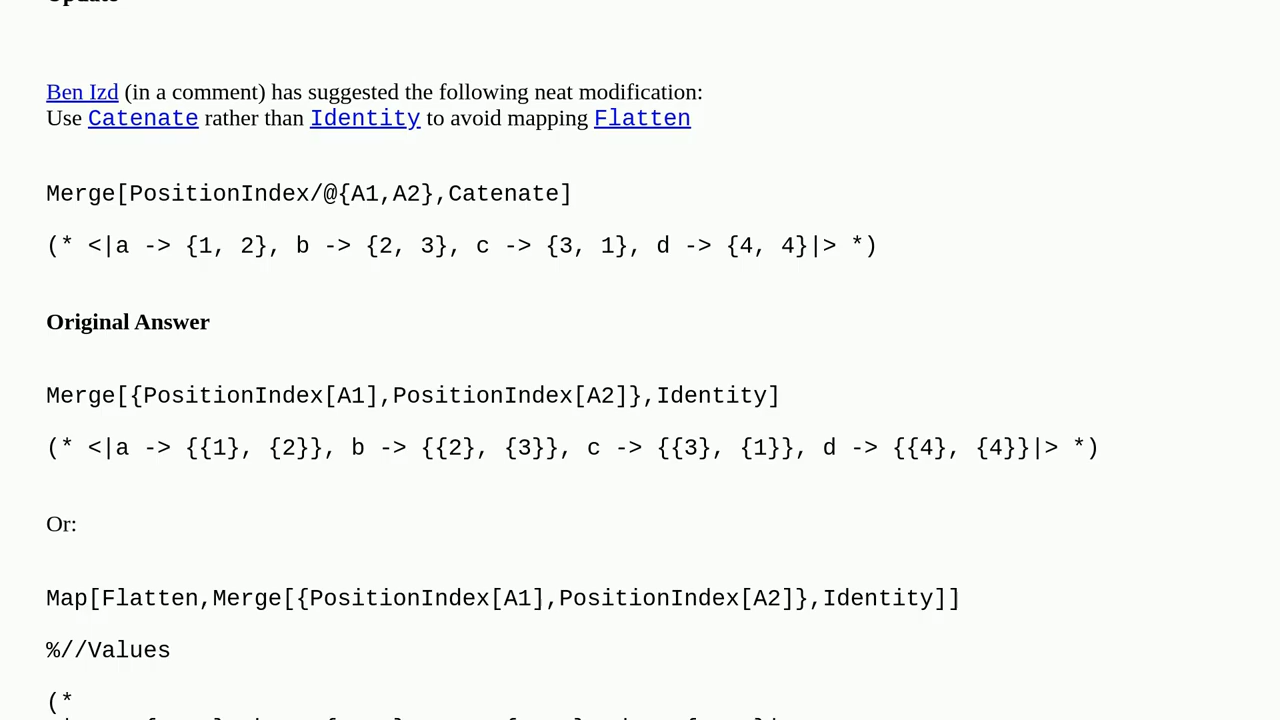 Update
Ben Izd (in a comment) has suggested the following neat modification:
Use Catenate rather than Identity to avoid mapping Flatten
Merge[PositionIndex/@{A1,A2},Catenate]
(* <|a -> {1, 2}, b -> {2, 3}, c -> {3, 1}, d -> {4, 4}|> *)
Original Answer
Merge[{PositionIndex[A1],PositionIndex[A2]},Identity]
(* <|a -> {{1}, {2}}, b -> {{2}, {3}}, c -> {{3}, {1}}, d -> {{4}, {4}}|> *)
Or:
Map[Flatten,Merge[{PositionIndex[A1],PositionIndex[A2]},Identity]]
%//Values
(*